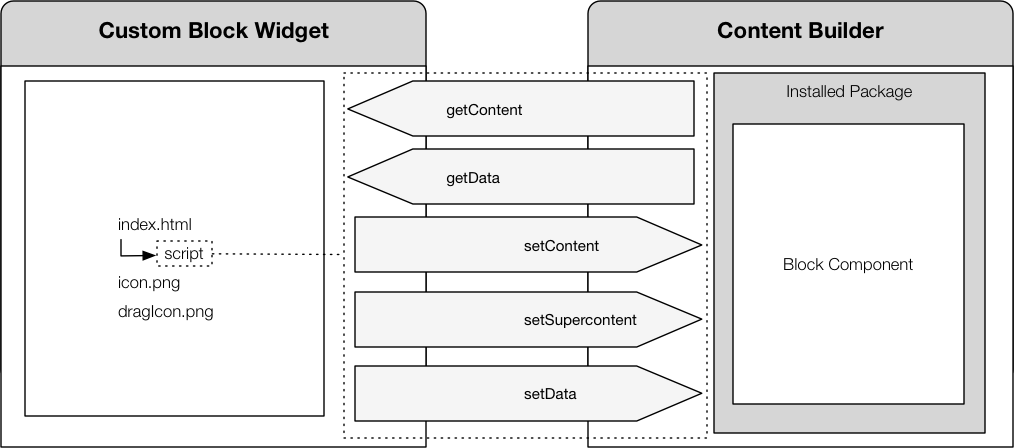 Custom Block Widget
Content Builder
Installed Package
getContent
getData
index.html
script
icon.png
dragIcon.png
setContent
setSupercontent
setData
Block Component